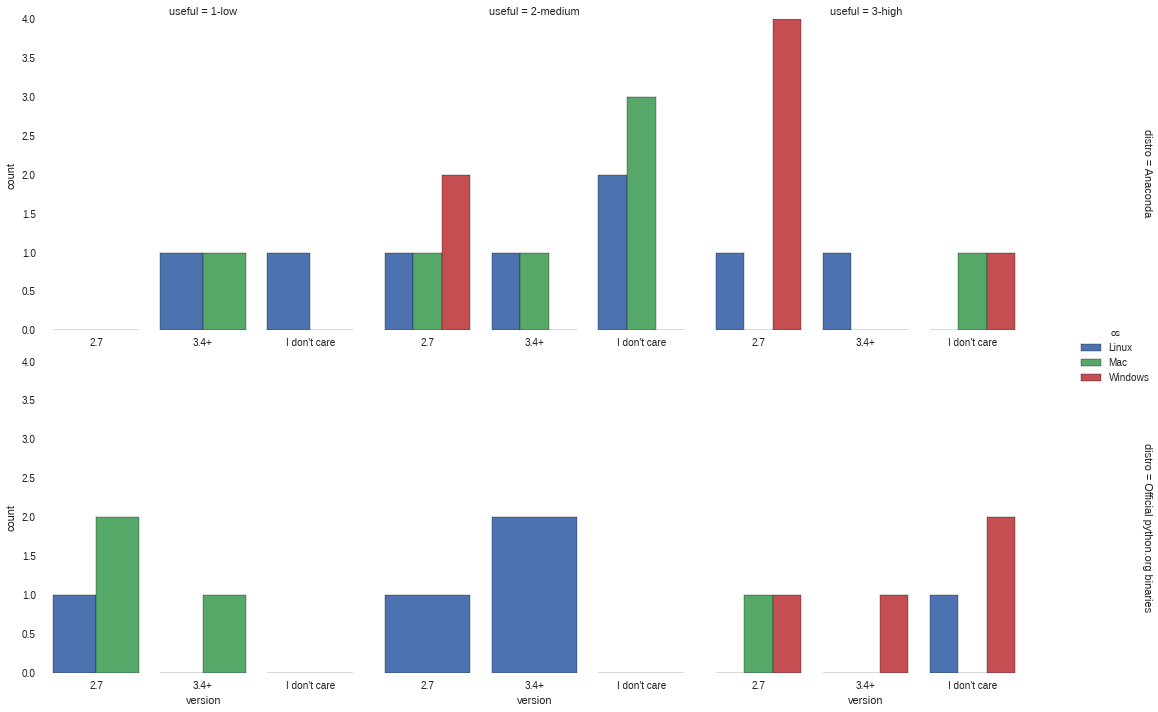 useful = 1-low
useful = 2-medium
useful = 3-high
4.0
3.5
3.0
2.5
2.0
1.5
1.0
0.5
0.0
count
2.7
3.4+
I don't care
2.7
3.4+
I don't care
2.7
3.4+
I don't care
distro = Anaconda
os
Linux
Mac
Windows
4.0
3.5
3.0
2.5
2.0
1.5
1.0
0.5
0.0
count
2.7
3.4+
I don't care
2.7
3.4+
I don't care
2.7
3.4+
I don't care
version
version
version
distro = Official python.org binaries